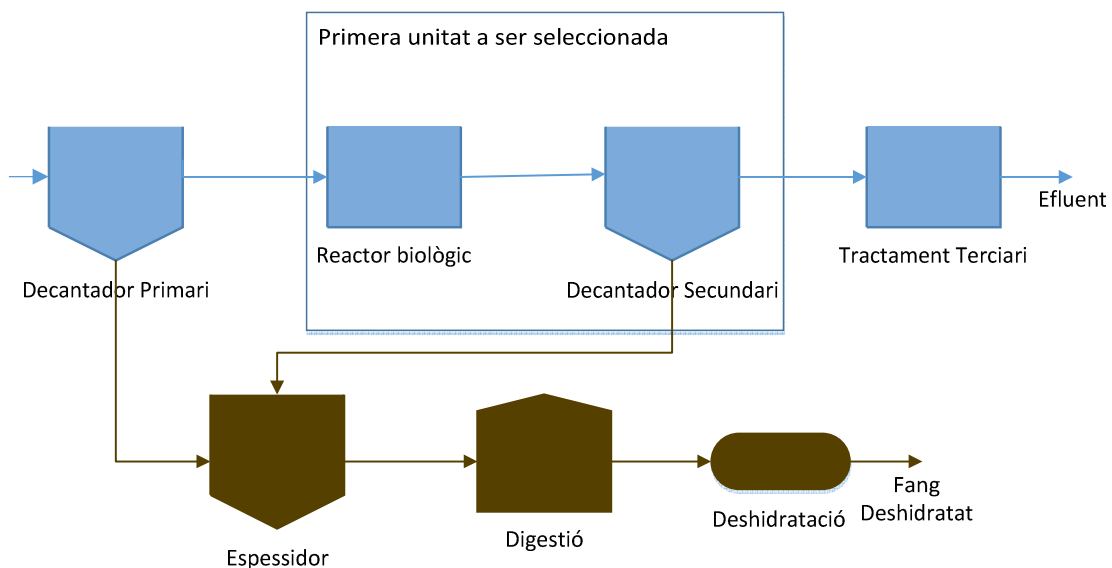 Primera unitat a ser seleccionada
Efluent
Reactor biològic
Tractament Terciari
Decantador Primari
Decantador Secundari
Fang
Deshidratat
Deshidratació
Digestió
Espessidor